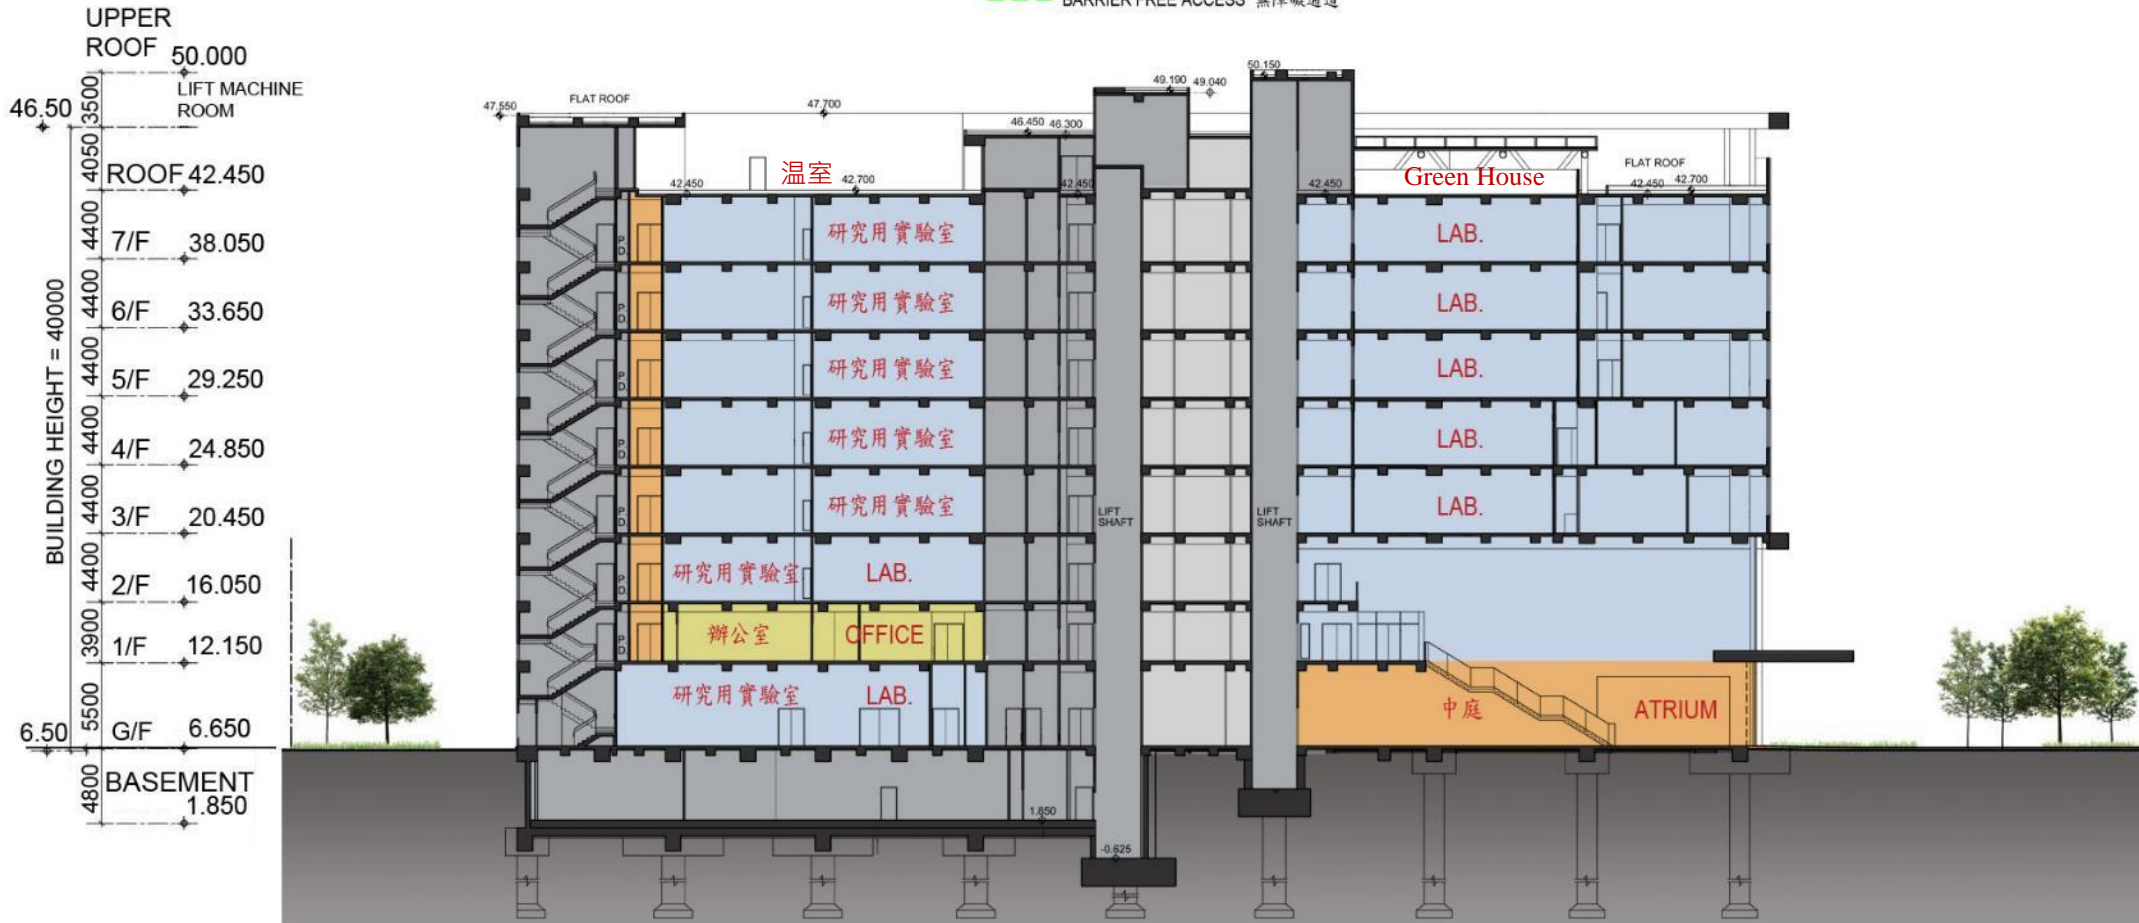 BARRIER FREE ACCESS 無障礙通道
UPPER
ROOF 50.000
LIFT MACHINE
ROOM
46.50
3500
4050
ROOF 42.450
4400
7/F 38.050
4400
6/F 33.650
4400
5/F 29.250
4400
4/F 24.850
4400
3/F 20.450
4400
2/F 16.050
3900
1/F 12.150
5500
G/F 6.650
6.50
BASEMENT
1.850
4800
BUILDING HEIGHT = 40000
47.550 FLAT ROOF 47.700 46.450 46.300 49.190 49.040 50.150
温室 Green House FLAT ROOF
42.450 42.700 42.450 42.450 42.450 42.700
P.D. 研究用實驗室 LAB.
P.D. 研究用實驗室 LAB.
P.D. 研究用實驗室 LAB.
P.D. 研究用實驗室 LAB.
P.D. 研究用實驗室 LAB.
LIFT
SHAFT
LIFT
SHAFT
P.D. 研究用實驗室 LAB.
P.D. 辦公室 OFFICE
研究用實驗室 LAB.
中庭 ATRIUM
1.850
-0.625